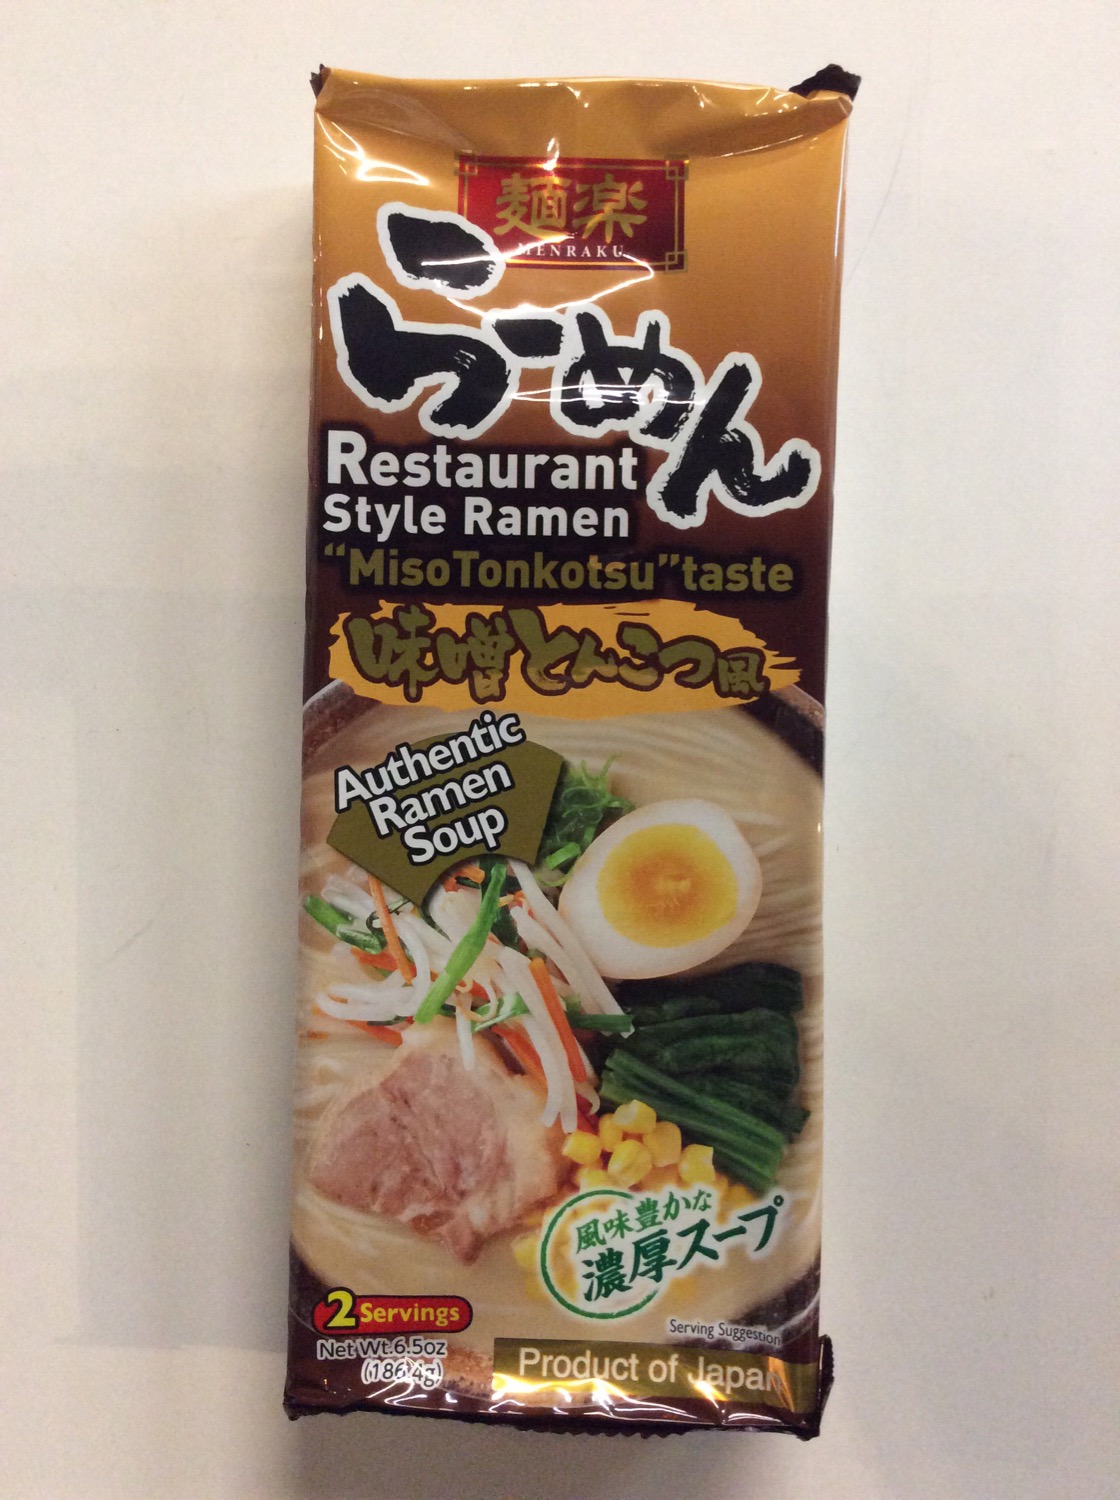 麺楽
MENRAKU
らーめん
Restaurant
Style Ramen
“Miso Tonkotsu” taste
味噌とんこつ風
Authentic
Ramen
Soup
風味豊かな
濃厚スープ
2 Servings
Net Wt.6.5oz
(186.4g)
Serving Suggestion
Product of Japan